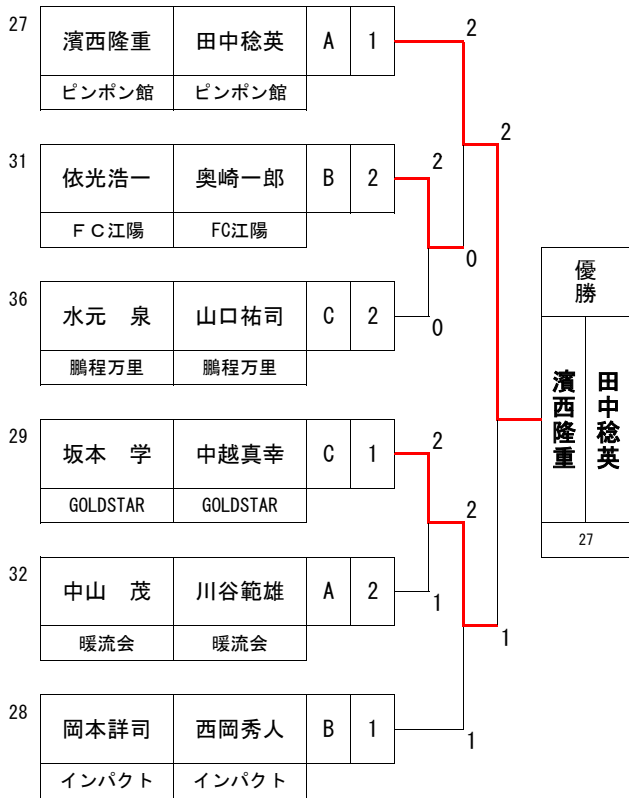 27 濱西隆重 田中稔英 A 1
ピンポン館 ピンポン館
2
2
31 依光浩一 奥崎一郎 B 2
ＦＣ江陽 FC江陽
2
0
36 水元　泉 山口祐司 C 2
鵬程万里 鵬程万里
0
29 坂本　学 中越真幸 C 1
GOLDSTAR GOLDSTAR
2
2
32 中山　茂 川谷範雄 A 2
暖流会 暖流会
1
1
28 岡本詳司 西岡秀人 B 1
インパクト インパクト
1
優勝
濱西隆重
田中稔英
27